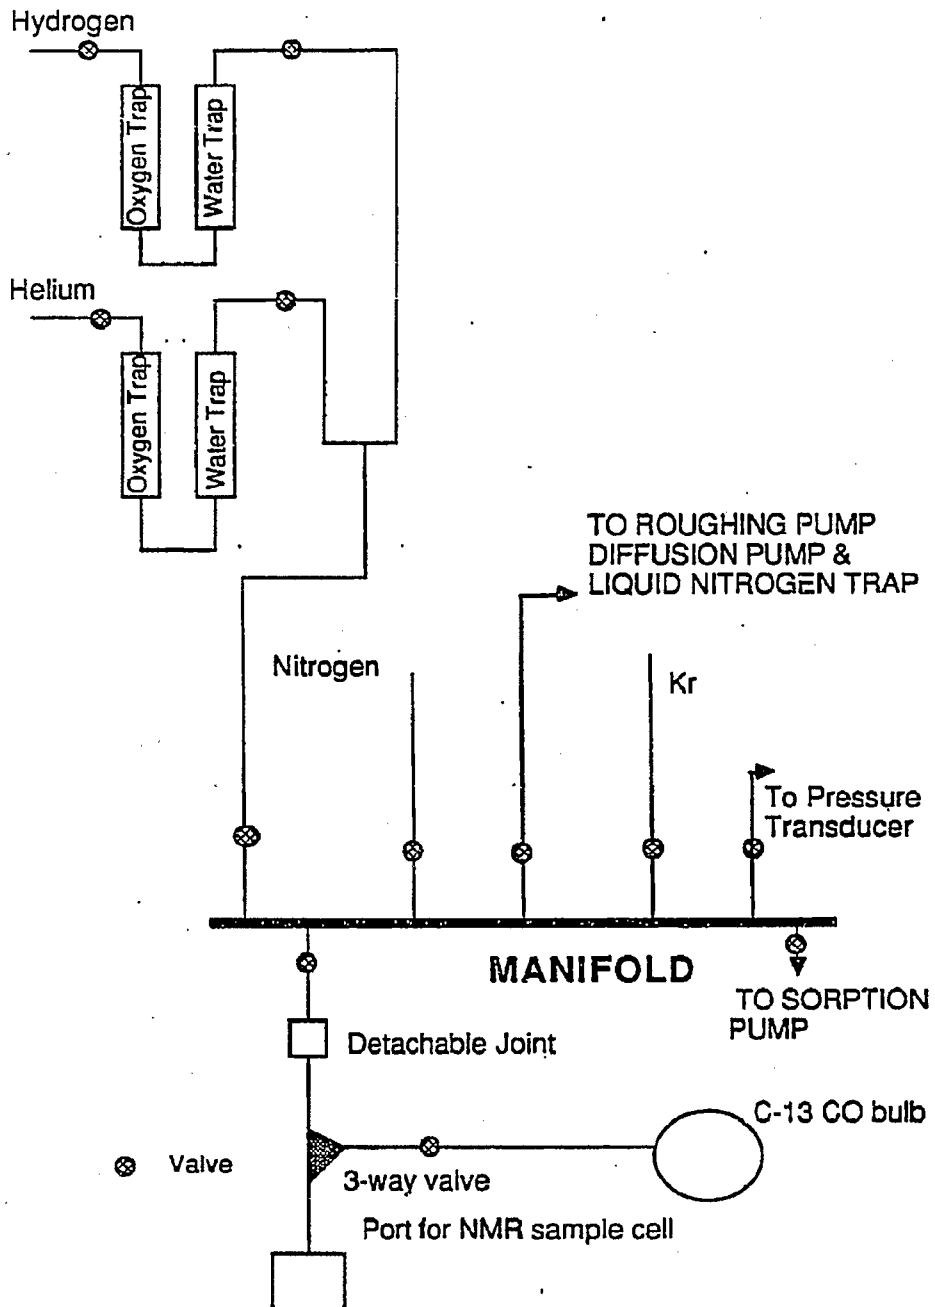 Hydrogen
Oxygen Trap
Water Trap
Helium
Oxygen Trap
Water Trap
TO ROUGHING PUMP
DIFFUSION PUMP &
LIQUID NITROGEN TRAP
Nitrogen
Kr
To Pressure
Transducer
MANIFOLD
TO SORPTION
PUMP
Detachable Joint
C-13 CO bulb
Valve
3-way valve
Port for NMR sample cell